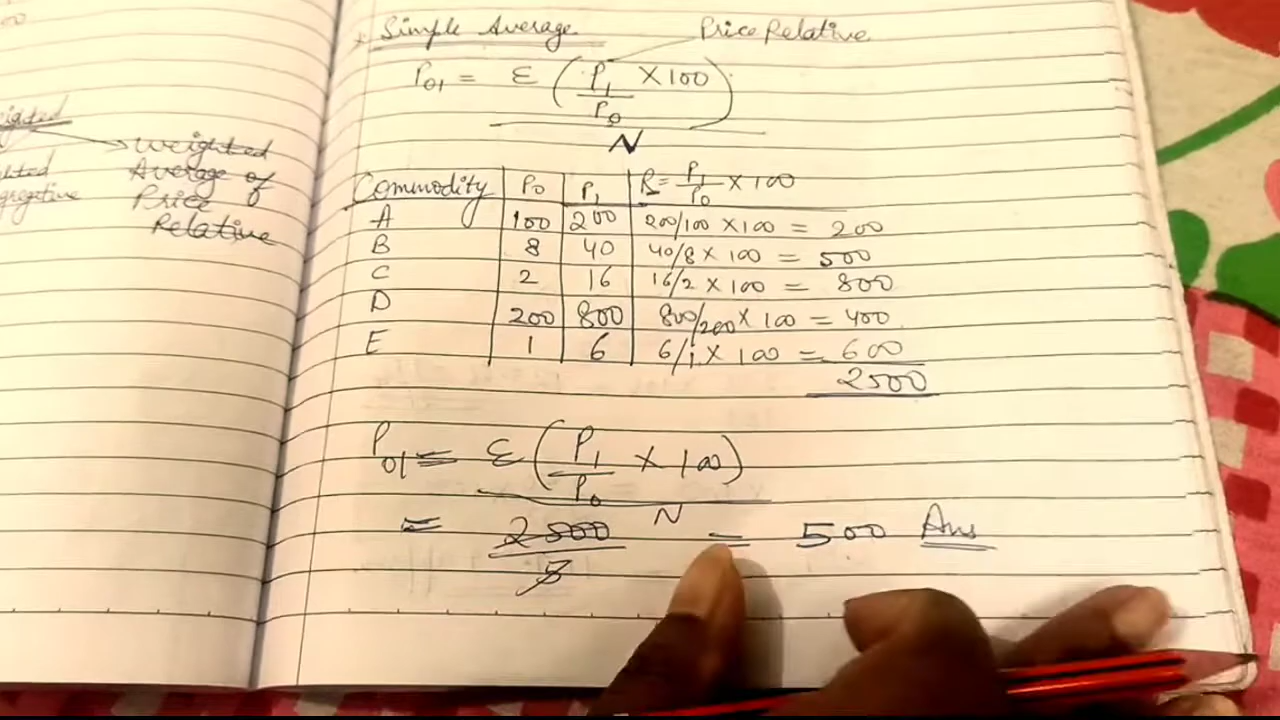 Simple Average
Price Relative
P01 = Ɛ (P1/P0 × 100)
N
weighted
Average of
Price
Relative
Commodity P0 P1 R = P1/P0 × 100
A 100 200 200/100 × 100 = 200
B 8 40 40/8 × 100 = 500
C 2 16 16/2 × 100 = 800
D 200 800 800/200 × 100 = 400
E 1 6 6/1 × 100 = 600
2500
P01 = Ɛ (P1/P0 × 100)
N
= 2500/5 = 500 Ans